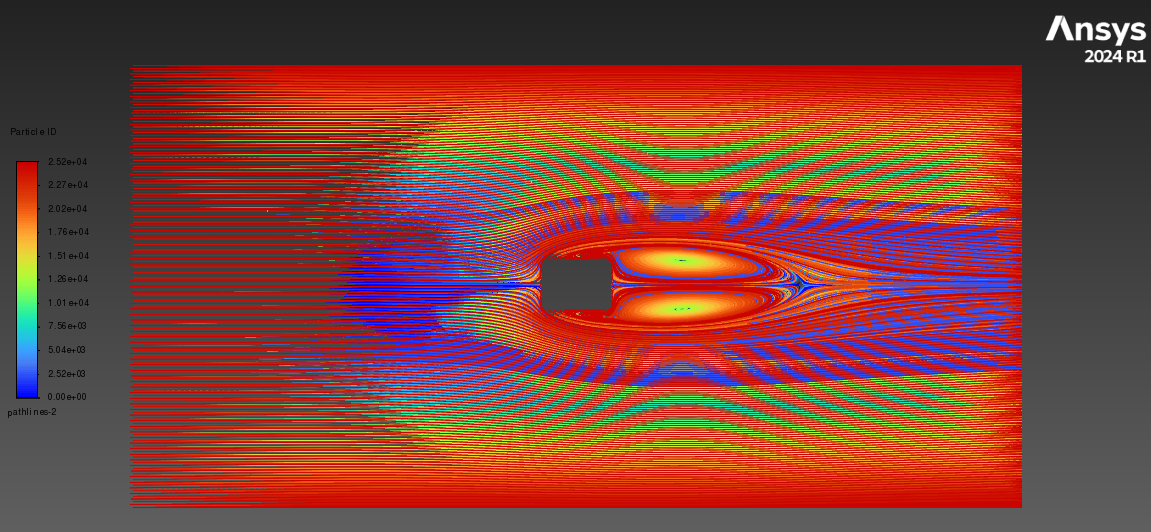 Ansys
2024 R1
Particle ID
2.52e+04
2.27e+04
2.02e+04
1.76e+04
1.51e+04
1.26e+04
1.01e+04
7.56e+03
5.04e+03
2.52e+03
0.00e+00
pathlines-2